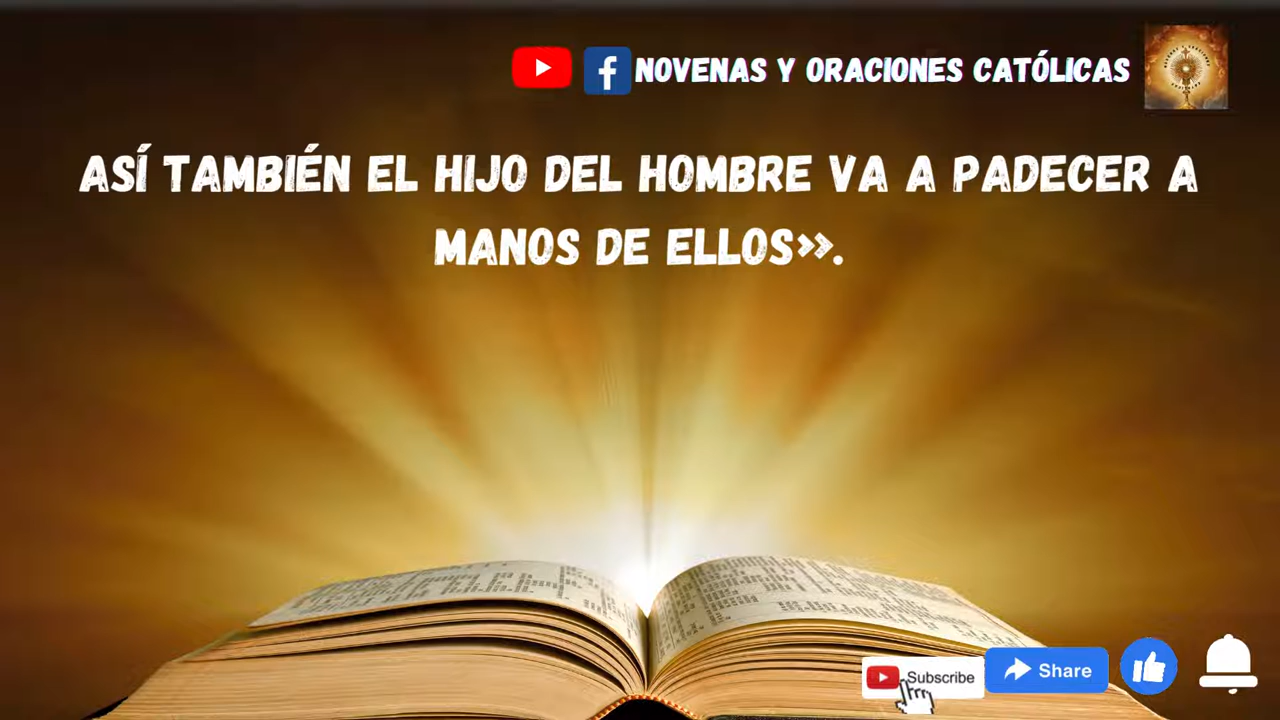 NOVENAS Y ORACIONES CATÓLICAS
ASÍ TAMBIÉN EL HIJO DEL HOMBRE VA A PADECER A
MANOS DE ELLOS>>.
Subscribe
Share